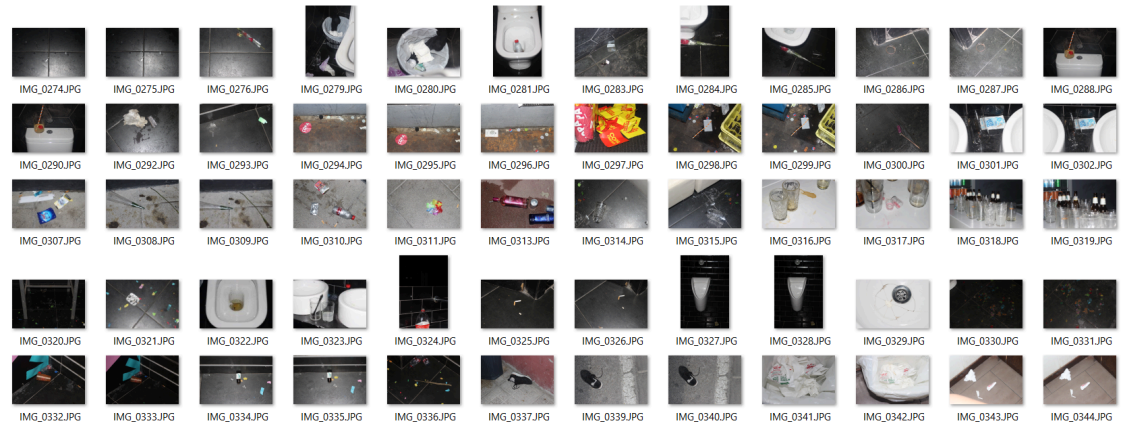 IMG_0274.JPG IMG_0275.JPG IMG_0276.JPG IMG_0279.JPG IMG_0280.JPG IMG_0281.JPG IMG_0283.JPG IMG_0284.JPG IMG_0285.JPG IMG_0286.JPG IMG_0287.JPG IMG_0288.JPG
IMG_0290.JPG IMG_0292.JPG IMG_0293.JPG IMG_0294.JPG IMG_0295.JPG IMG_0296.JPG IMG_0297.JPG IMG_0298.JPG IMG_0299.JPG IMG_0300.JPG IMG_0301.JPG IMG_0302.JPG
IMG_0307.JPG IMG_0308.JPG IMG_0309.JPG IMG_0310.JPG IMG_0311.JPG IMG_0313.JPG IMG_0314.JPG IMG_0315.JPG IMG_0316.JPG IMG_0317.JPG IMG_0318.JPG IMG_0319.JPG
IMG_0320.JPG IMG_0321.JPG IMG_0322.JPG IMG_0323.JPG IMG_0324.JPG IMG_0325.JPG IMG_0326.JPG IMG_0327.JPG IMG_0328.JPG IMG_0329.JPG IMG_0330.JPG IMG_0331.JPG
IMG_0332.JPG IMG_0333.JPG IMG_0334.JPG IMG_0335.JPG IMG_0336.JPG IMG_0337.JPG IMG_0339.JPG IMG_0340.JPG IMG_0341.JPG IMG_0342.JPG IMG_0343.JPG IMG_0344.JPG